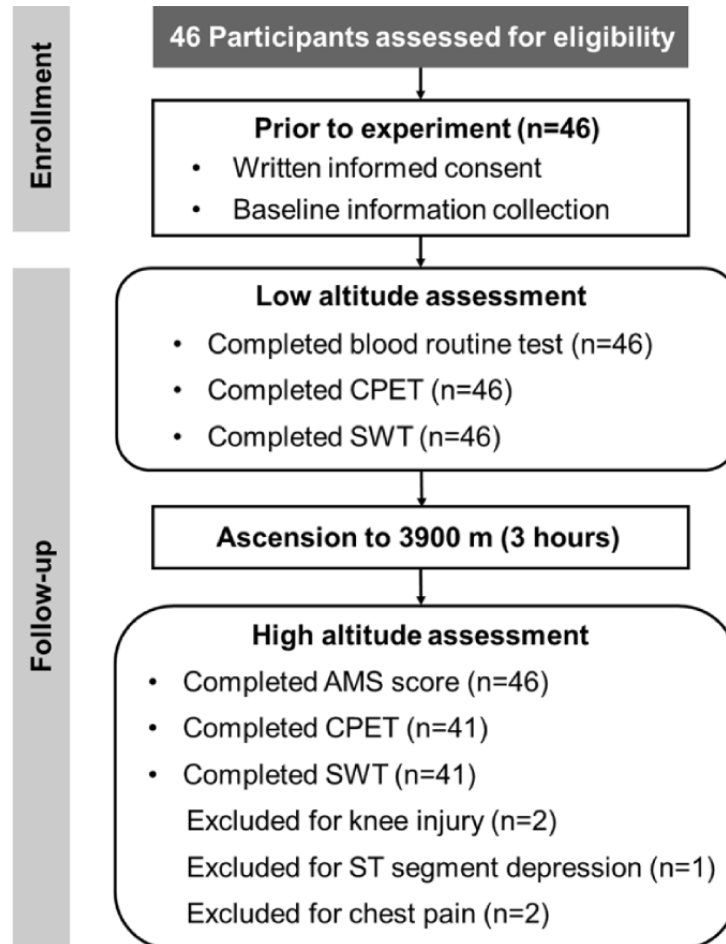 Enrollment
46 Participants assessed for eligibility
Prior to experiment (n=46)
• Written informed consent
• Baseline information collection
Follow-up
Low altitude assessment
• Completed blood routine test (n=46)
• Completed CPET (n=46)
• Completed SWT (n=46)
Ascension to 3900 m (3 hours)
High altitude assessment
• Completed AMS score (n=46)
• Completed CPET (n=41)
• Completed SWT (n=41)
Excluded for knee injury (n=2)
Excluded for ST segment depression (n=1)
Excluded for chest pain (n=2)